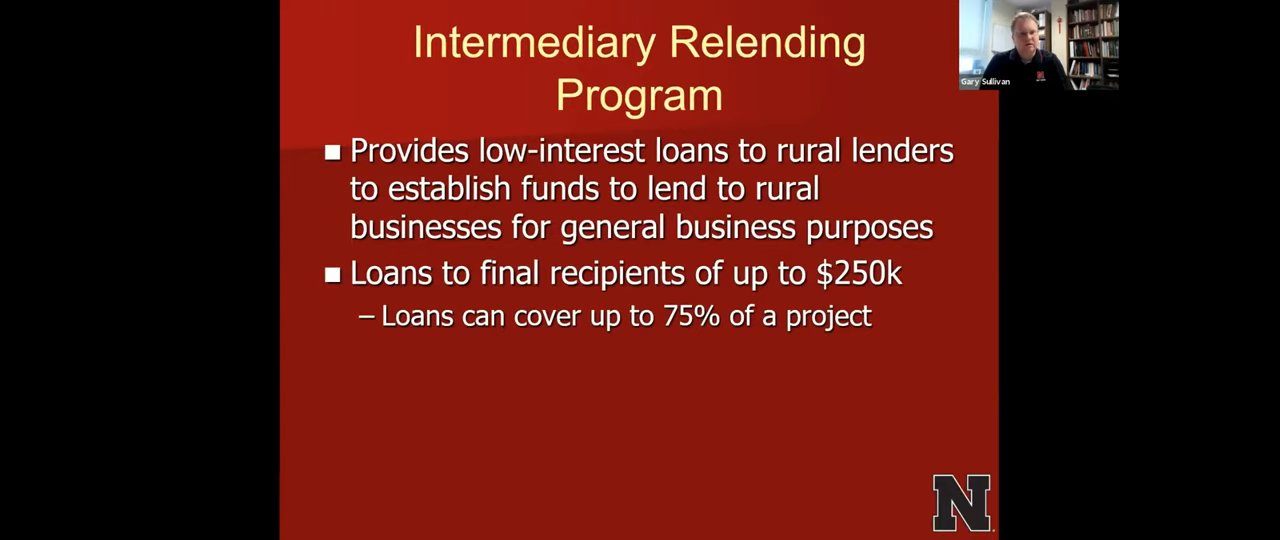 Intermediary Relending
Program
Gary Sullivan
■ Provides low-interest loans to rural lenders
to establish funds to lend to rural
businesses for general business purposes
■ Loans to final recipients of up to $250k
– Loans can cover up to 75% of a project
N